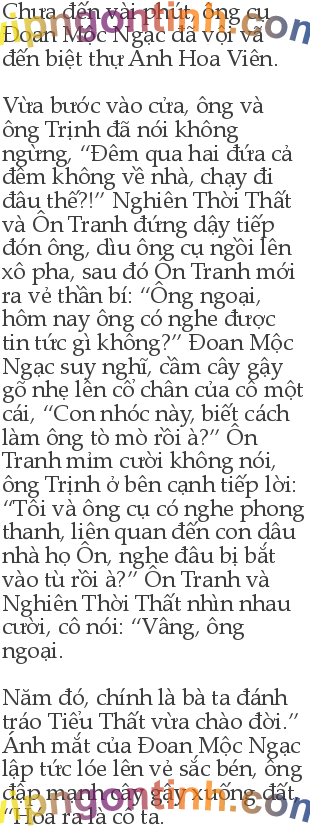 Chưa đến vài phút, ông cụ
Đoan Mộc Ngạc đã vội vã
đến biệt thự Anh Hoa Viên.
Vừa bước vào cửa, ông và
ông Trịnh đã nói không
ngừng, “Đêm qua hai đứa cả
đêm không về nhà, chạy đi
đâu thế?!” Nghiên Thời Thất
và Ôn Tranh đứng dậy tiếp
đón ông, dìu ông cụ ngồi lên
xô pha, sau đó Ôn Tranh mới
ra vẻ thần bí: “Ông ngoại,
hôm nay ông có nghe được
tin tức gì không?” Đoan Mộc
Ngạc suy nghĩ, cầm cây gậy
gõ nhẹ lên cổ chân của cô một
cái, “Con nhóc này, biết cách
làm ông tò mò rồi à?” Ôn
Tranh mỉm cười không nói,
ông Trịnh ở bên cạnh tiếp lời:
“Tôi và ông cụ có nghe phong
thanh, liên quan đến con dâu
nhà họ Ôn, nghe đâu bị bắt
vào tù rồi à?” Ôn Tranh và
Nghiên Thời Thất nhìn nhau
cười, cô nói: “Vâng, ông
ngoại.
Năm đó, chính là bà ta đánh
tráo Tiểu Thất vừa chào đời.”
Ánh mắt của Đoan Mộc Ngạc
lập tức lóe lên vẻ sắc bén, ông
đập mạnh cây gậy xuống đất,
“Hóa ra là cô ta.
vipngontinh.com
vipngontinh.com